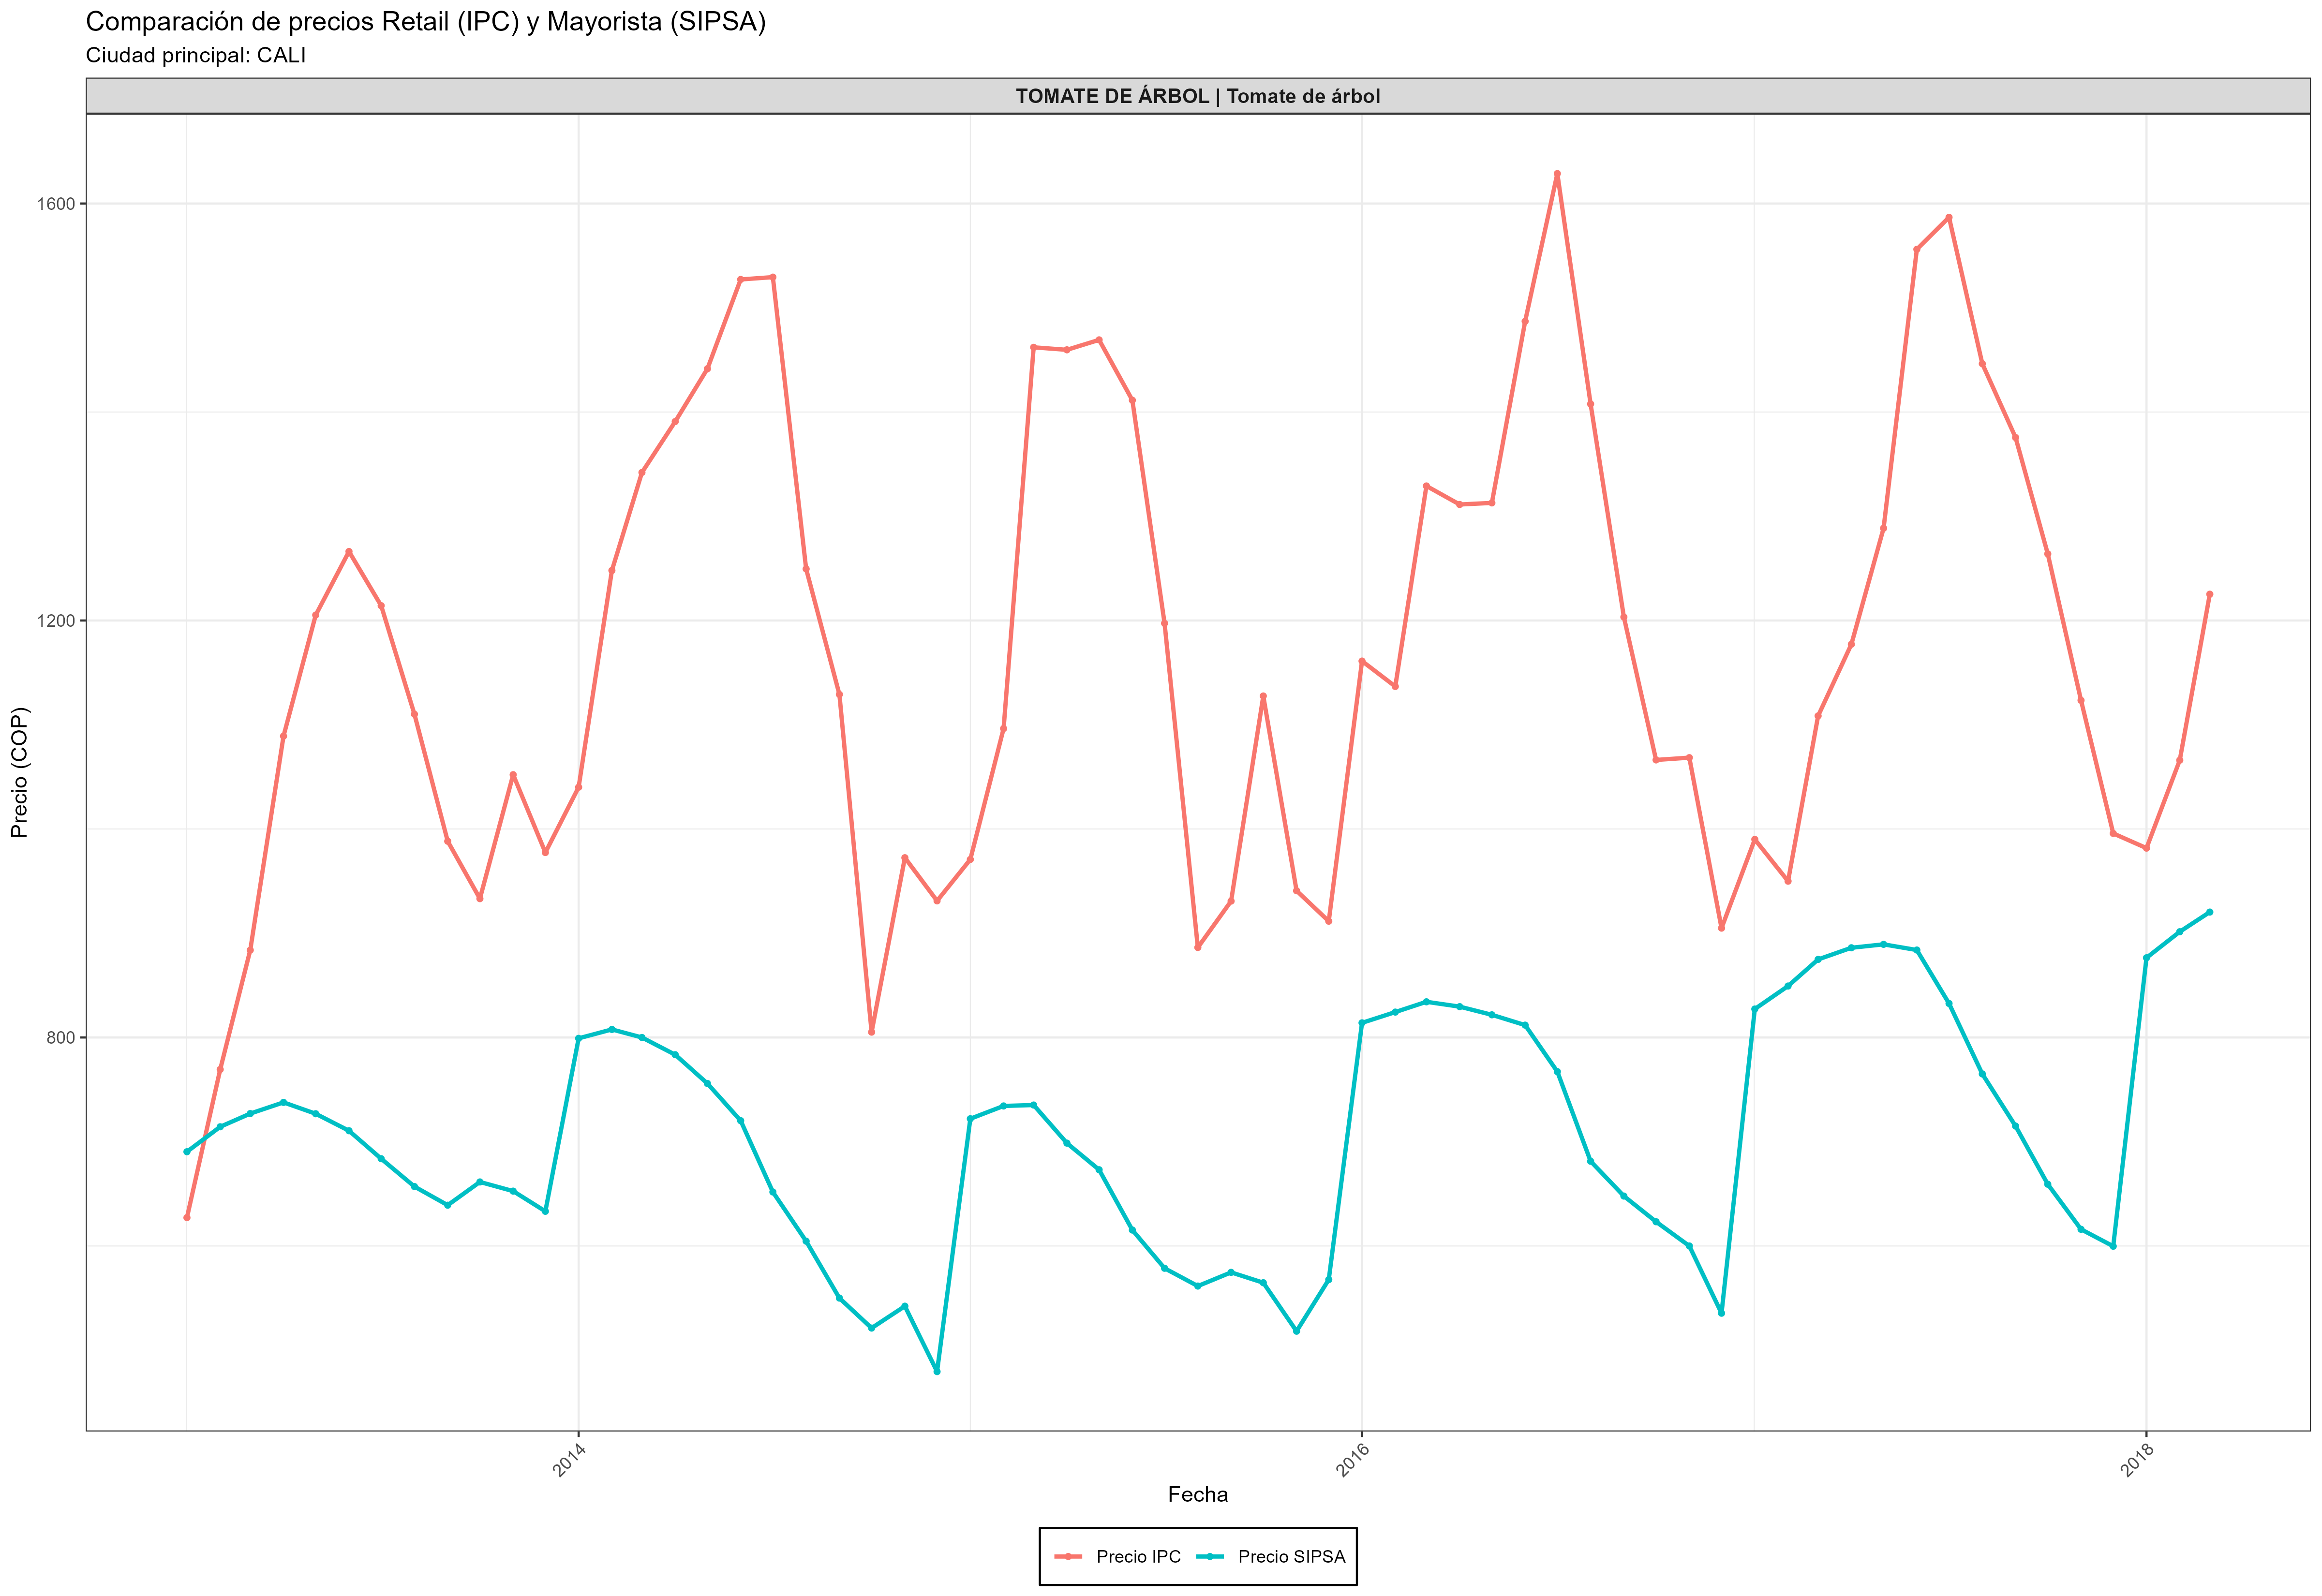 Comparación de precios Retail (IPC) y Mayorista (SIPSA)
Ciudad principal: CALI
TOMATE DE ÁRBOL | Tomate de árbol
Precio (COP)
1600
1200
800
2014
2016
2018
Fecha
Precio IPC
Precio SIPSA